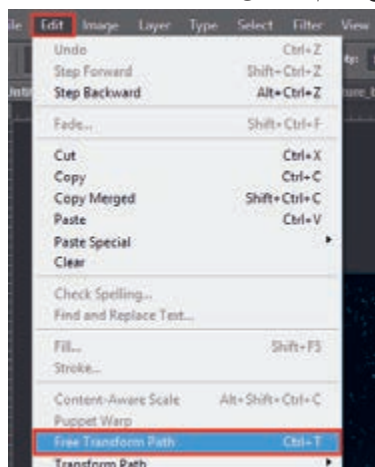 Edit Image Layer Type Select Filter View
Undo Ctrl+Z
Step Forward Shift+Ctrl+Z
Step Backward Alt+Ctrl+Z
Fade... Shift+Ctrl+F
Cut Ctrl+X
Copy Ctrl+C
Copy Merged Shift+Ctrl+C
Paste Ctrl+V
Paste Special
Clear
Check Spelling...
Find and Replace Text...
Fill... Shift+F5
Stroke...
Content-Aware Scale Alt+Shift+Ctrl+C
Puppet Warp
Free Transform Path Ctrl+T
Transform Path